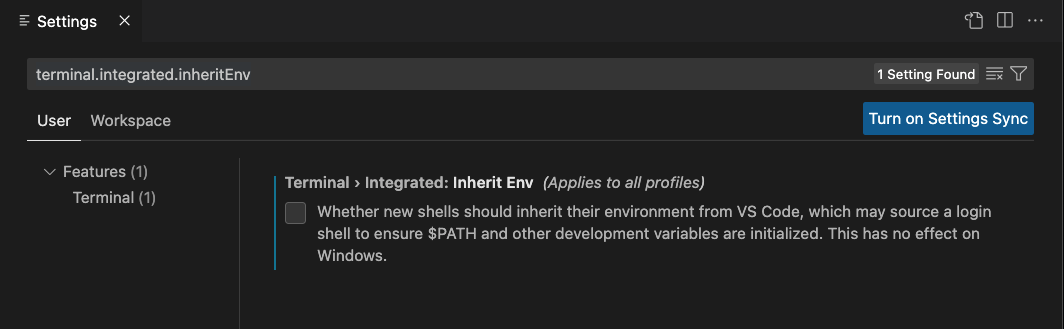 Settings
terminal.integrated.inheritEnv
1 Setting Found
User
Workspace
Turn on Settings Sync
Features (1)
Terminal (1)
Terminal › Integrated: Inherit Env (Applies to all profiles)
Whether new shells should inherit their environment from VS Code, which may source a login
shell to ensure $PATH and other development variables are initialized. This has no effect on
Windows.